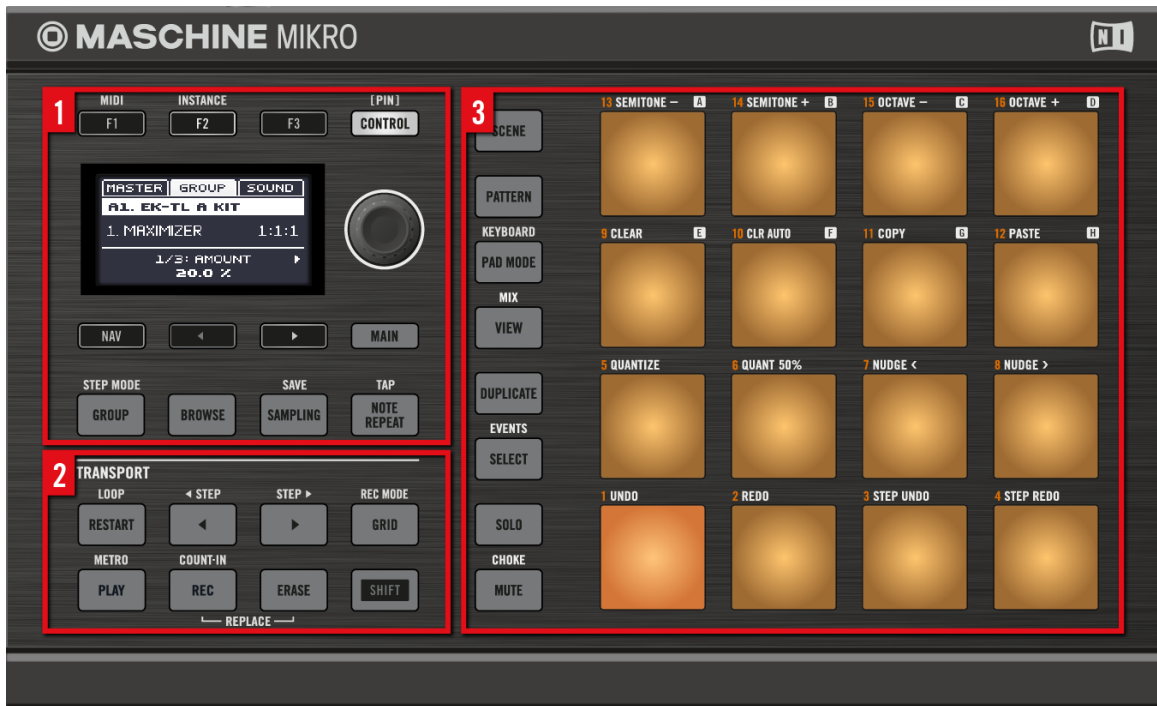 MASCHINE MIKRO
NI
1
MIDI INSTANCE [PIN]
F1 F2 F3 CONTROL
MASTER GROUP SOUND
A1. EK-TL A KIT
1. MAXIMIZER 1:1:1
1/3: AMOUNT ▶
20.0 %
NAV ◀ ▶ MAIN
STEP MODE SAVE TAP
GROUP BROWSE SAMPLING NOTE REPEAT
2
TRANSPORT
LOOP ◀ STEP STEP ▶ REC MODE
RESTART ◀ ▶ GRID
METRO COUNT-IN
PLAY REC ERASE SHIFT
REPLACE
3
SCENE
PATTERN
KEYBOARD
PAD MODE
MIX
VIEW
DUPLICATE
EVENTS
SELECT
SOLO
CHOKE
MUTE
13 SEMITONE – A 14 SEMITONE + B 15 OCTAVE – C 16 OCTAVE + D
9 CLEAR E 10 CLR AUTO F 11 COPY G 12 PASTE H
5 QUANTIZE 6 QUANT 50% 7 NUDGE < 8 NUDGE >
1 UNDO 2 REDO 3 STEP UNDO 4 STEP REDO